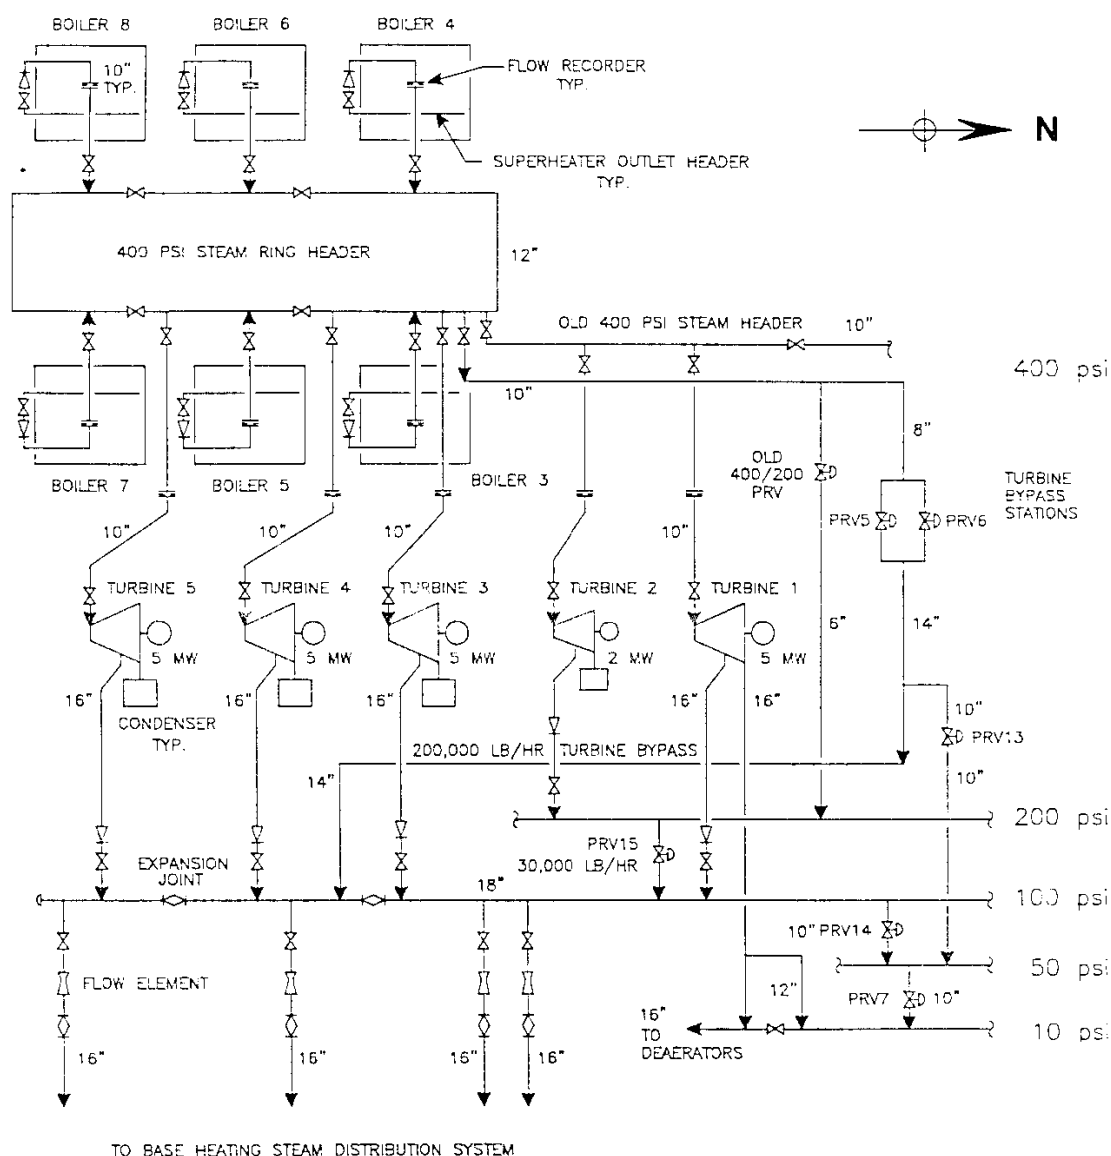 BOILER 8
BOILER 6
BOILER 4
10"
TYP.
FLOW RECORDER
TYP.
N
SUPERHEATER OUTLET HEADER
TYP.
400 PSI STEAM RING HEADER
12"
OLD 400 PSI STEAM HEADER
10"
400 psi
10"
8"
OLD
400/200
PRV
TURBINE
BYPASS
STATIONS
BOILER 7
BOILER 5
BOILER 3
PRV5
PRV6
10"
10"
10"
10"
10"
TURBINE 5
TURBINE 4
TURBINE 3
TURBINE 2
TURBINE 1
6"
14"
5 MW
5 MW
5 MW
2 MW
5 MW
16"
16"
16"
16"
16"
CONDENSER
TYP.
10"
PRV13
200,000 LB/HR TURBINE BYPASS
14"
10"
200 psi
PRV15
30,000 LB/HR
EXPANSION
JOINT
18"
100 psi
10" PRV14
50 psi
FLOW ELEMENT
12"
PRV7
10"
16"
TO
DEAERATORS
10 psi
16"
16"
16"
16"
TO BASE HEATING STEAM DISTRIBUTION SYSTEM